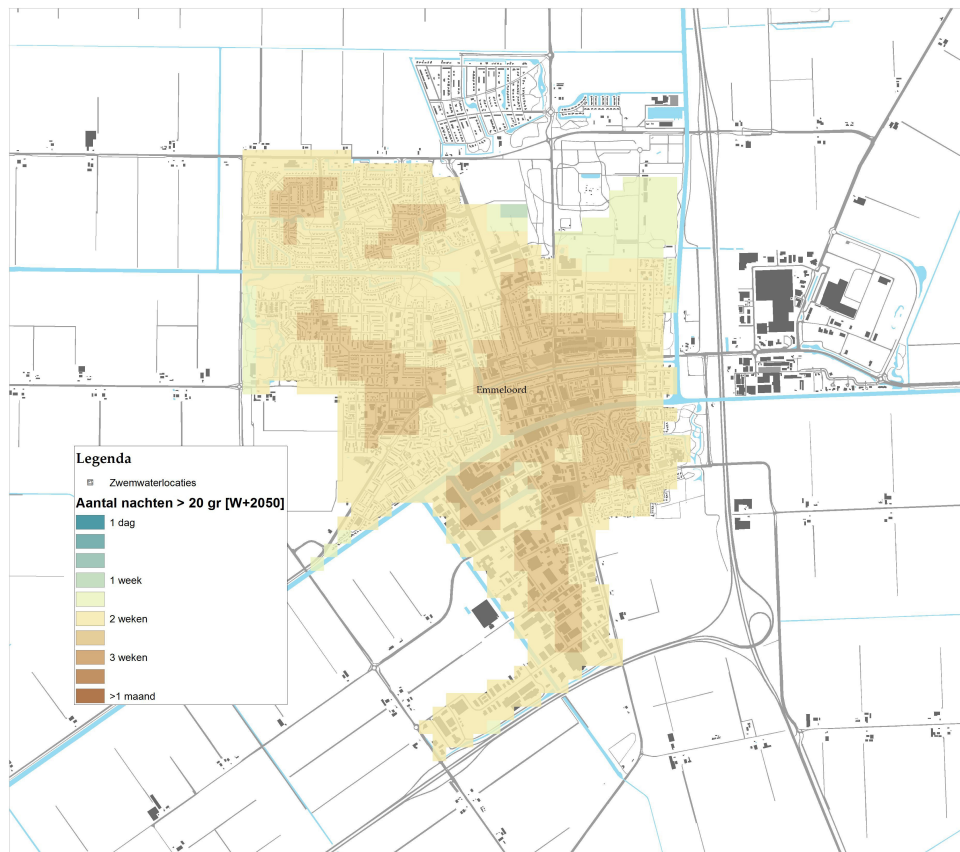 Emmeloord
Legenda
Zwemwaterlocaties
Aantal nachten > 20 gr [W+2050]
1 dag
1 week
2 weken
3 weken
>1 maand